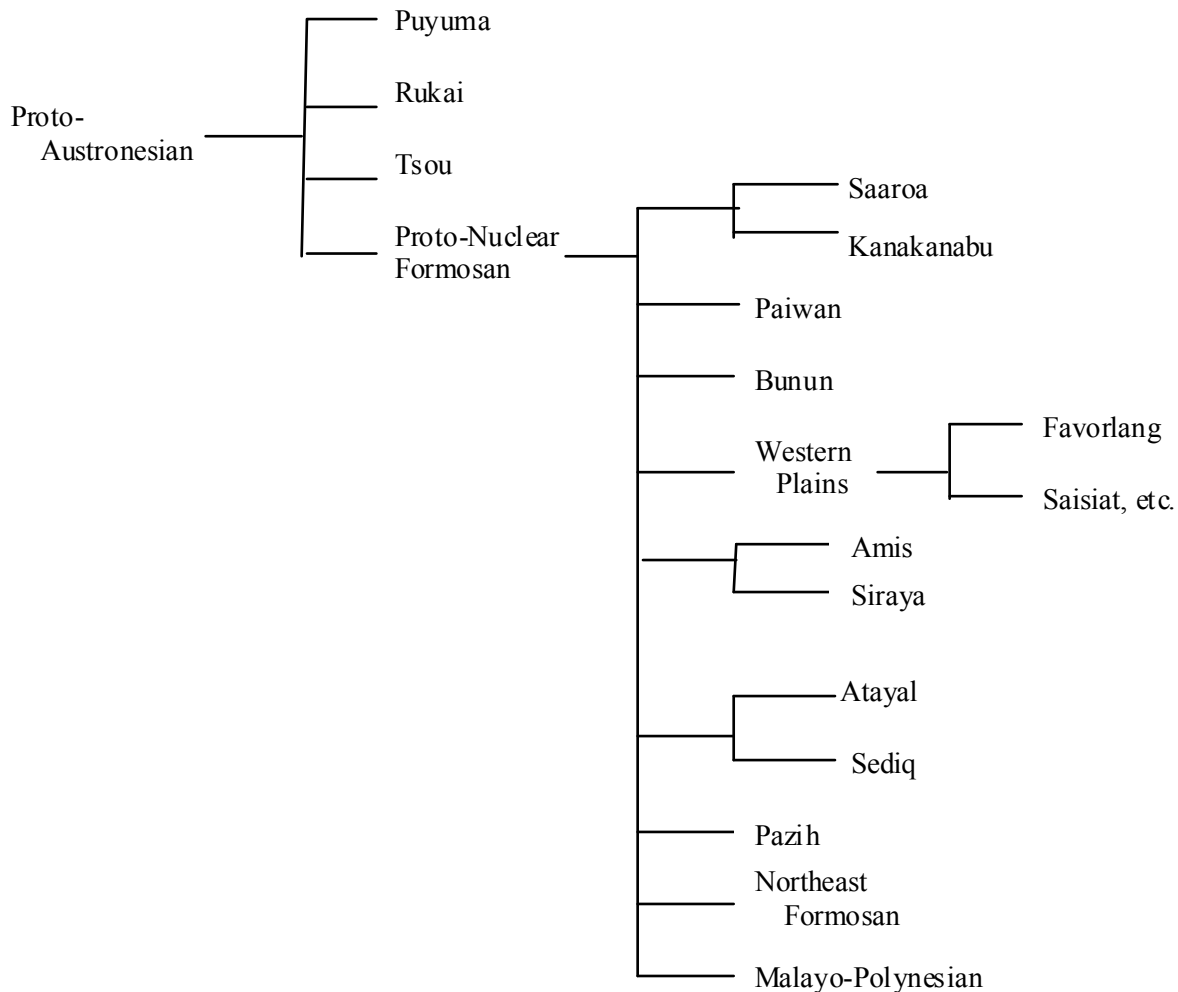 Puyuma
Rukai
Proto-
Austronesian
Tsou
Proto-Nuclear
Formosan
Saaroa
Kanakanabu
Paiwan
Bunun
Western
Plains
Favorlang
Saisiat, etc.
Amis
Siraya
Atayal
Sediq
Pazih
Northeast
Formosan
Malayo-Polynesian